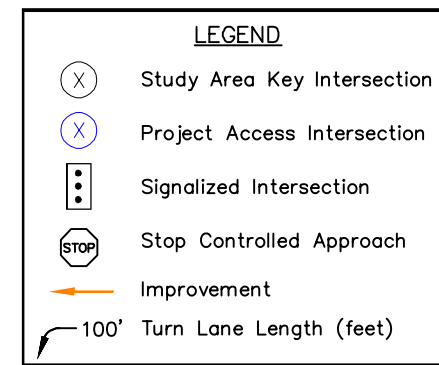 LEGEND
X Study Area Key Intersection
X Project Access Intersection
Signalized Intersection
STOP Stop Controlled Approach
Improvement
100' Turn Lane Length (feet)